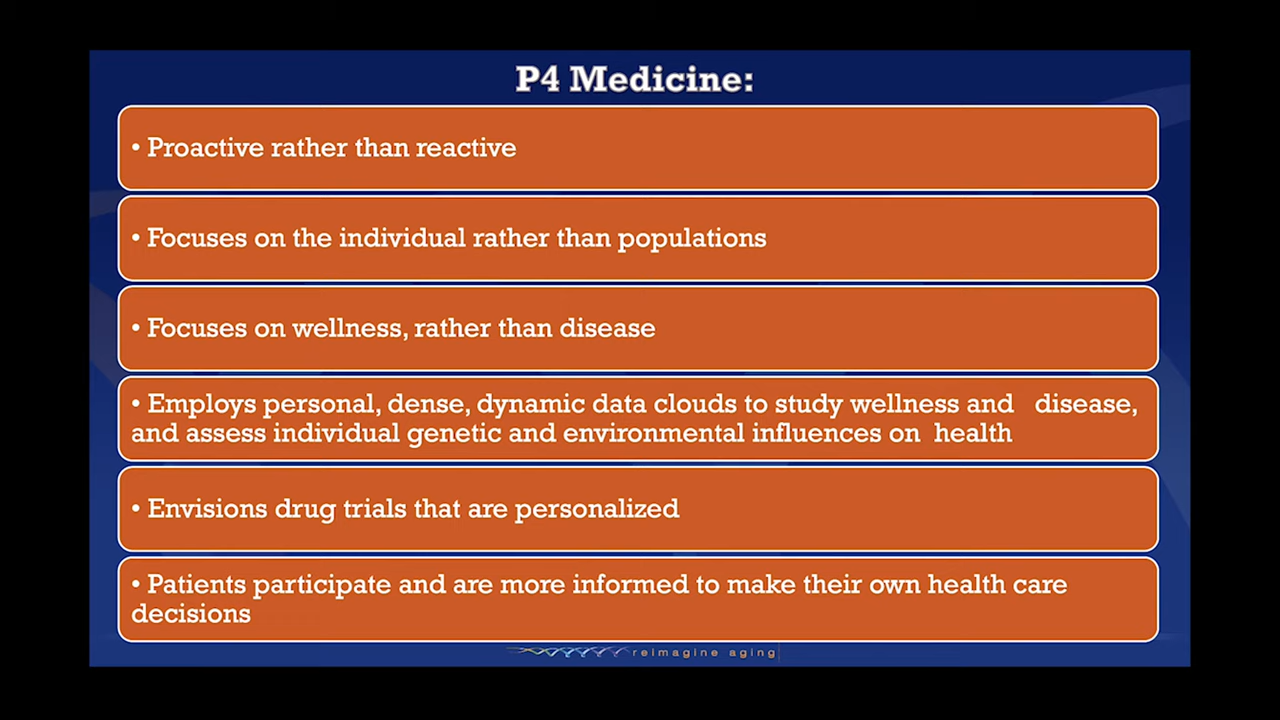 P4 Medicine:
• Proactive rather than reactive
• Focuses on the individual rather than populations
• Focuses on wellness, rather than disease
• Employs personal, dense, dynamic data clouds to study wellness and   disease,
and assess individual genetic and environmental influences on  health
• Envisions drug trials that are personalized
• Patients participate and are more informed to make their own health care
decisions
reimagine aging